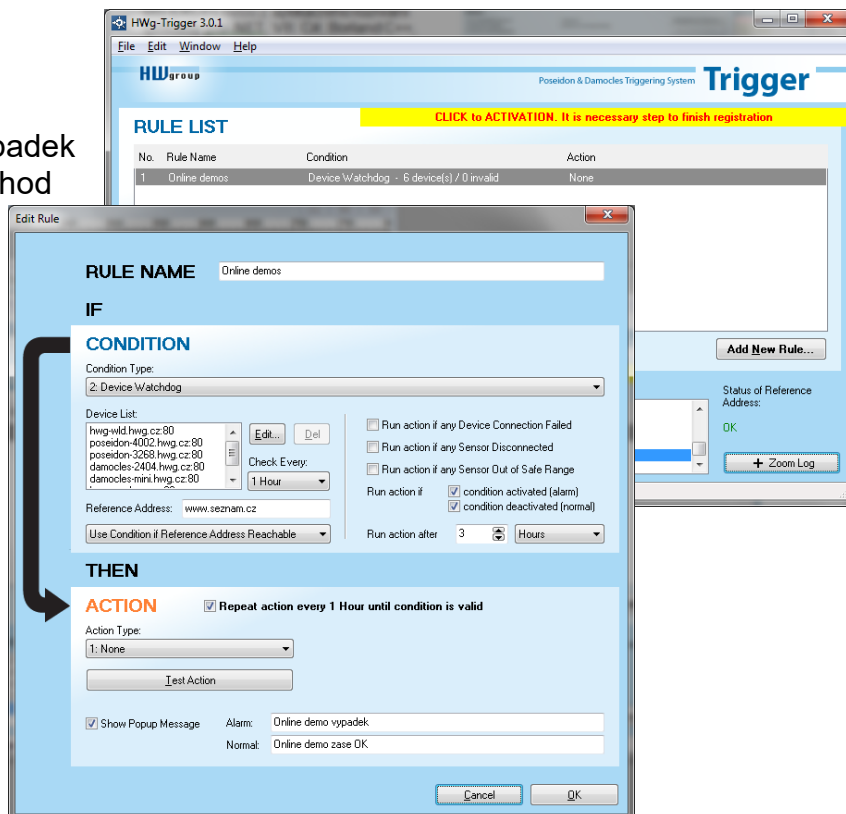 HWg-Trigger 3.0.1
File Edit Window Help
HWgroup
Poseidon & Damocles Triggering System Trigger
CLICK to ACTIVATION. It is necessary step to finish registration
RULE LIST
No. Rule Name Condition Action
1 Online demos Device Watchdog - 6 device(s) / 0 invalid None
Add New Rule...
Status of Reference
Address:
OK
+ Zoom Log
padek
hod
Edit Rule
RULE NAME Online demos
IF
CONDITION
Condition Type:
2: Device Watchdog
Device List:
hwg-wld.hwg.cz:80
poseidon-4002.hwg.cz:80
poseidon-3268.hwg.cz:80
damocles-2404.hwg.cz:80
damocles-mini.hwg.cz:80
Edit... Del
Check Every:
1 Hour
Reference Address: www.seznam.cz
Use Condition if Reference Address Reachable
Run action if any Device Connection Failed
Run action if any Sensor Disconnected
Run action if any Sensor Out of Safe Range
Run action if condition activated (alarm)
condition deactivated (normal)
Run action after 3 Hours
THEN
ACTION Repeat action every 1 Hour until condition is valid
Action Type:
1: None
Test Action
Show Popup Message Alarm: Online demo vypadek
Normal: Online demo zase OK
Cancel OK